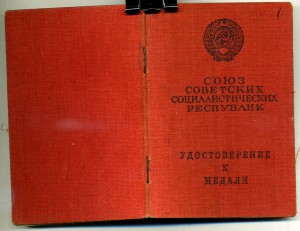 СОЮЗ
СОВЕТСКИХ
СОЦИАЛИСТИЧЕСКИХ
РЕСПУБЛИК
УДОСТОВЕРЕНИЕ
К
МЕДАЛИ